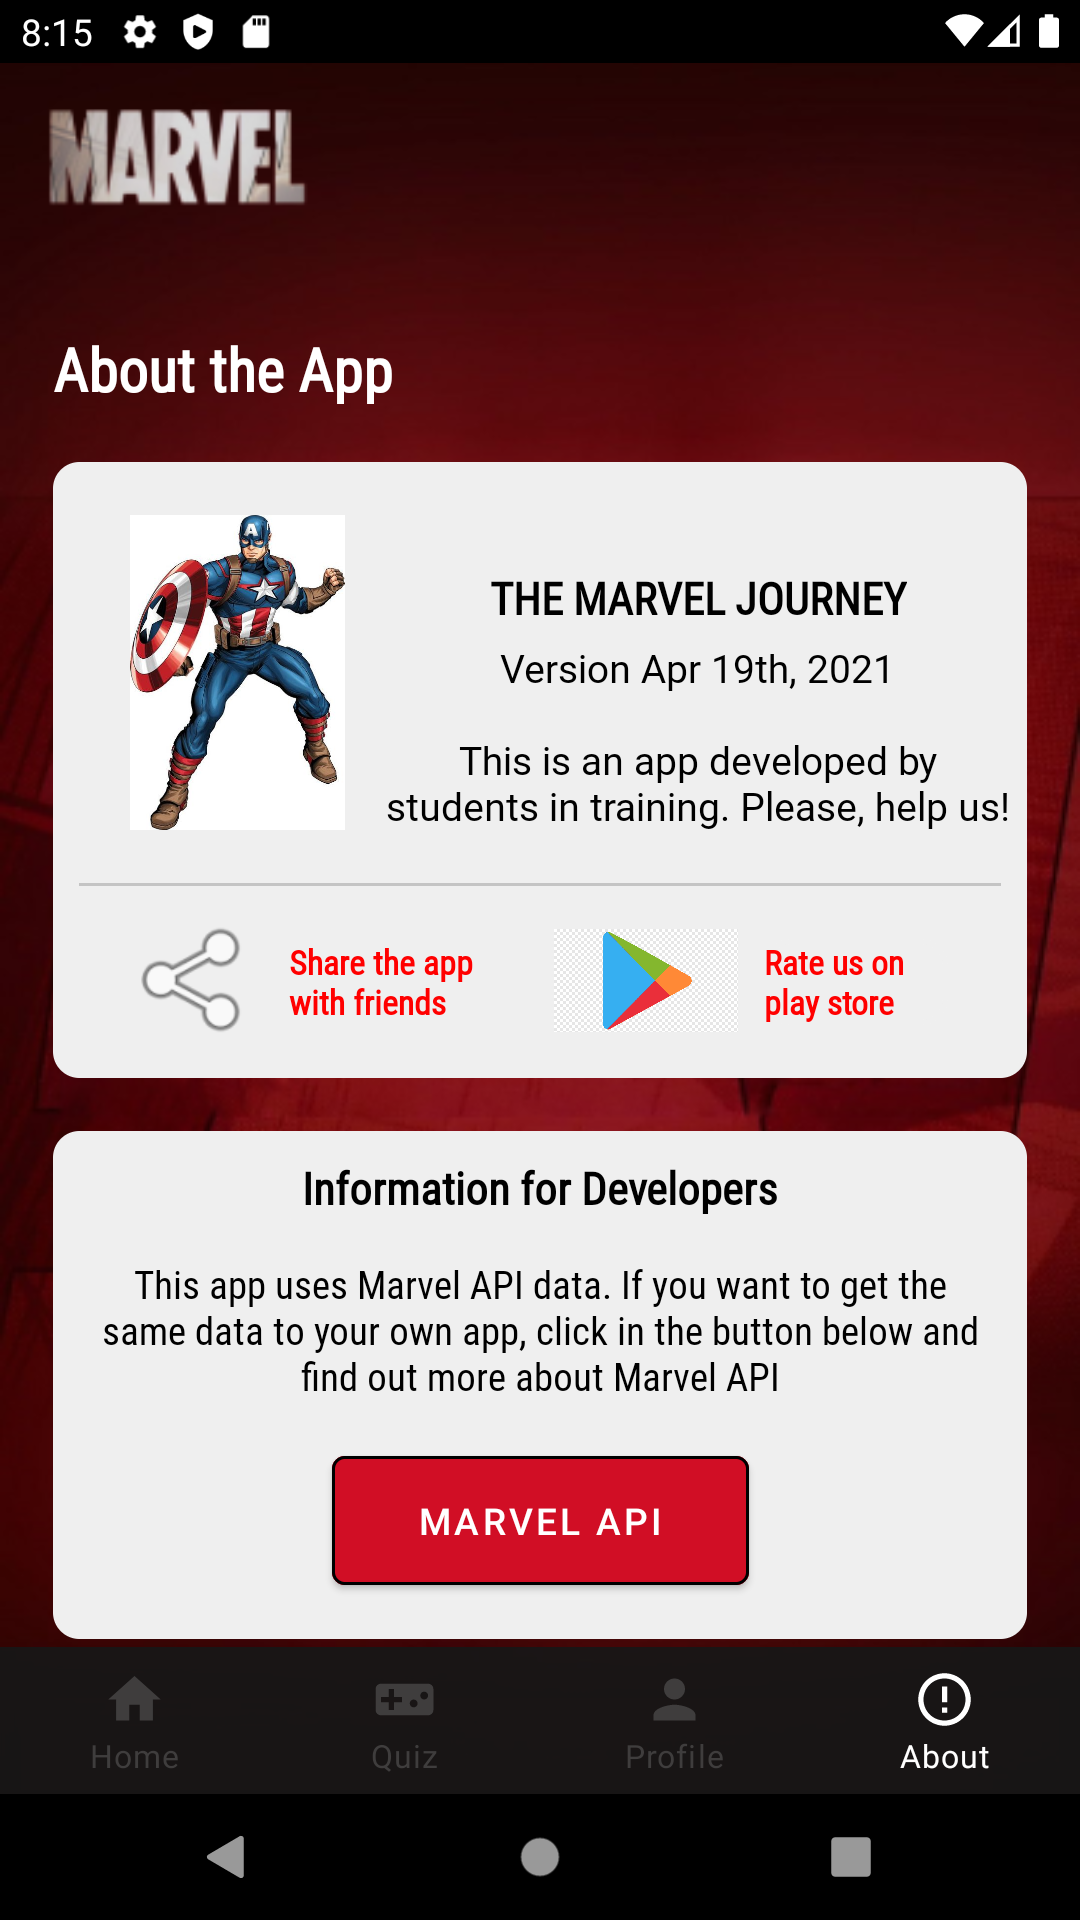 8:15
MARVEL
About the App
A
THE MARVEL JOURNEY
Version Apr 19th, 2021
This is an app developed by
students in training. Please, help us!
Share the app
with friends
Rate us on
play store
Information for Developers
This app uses Marvel API data. If you want to get the
same data to your own app, click in the button below and
find out more about Marvel API
MARVEL API
Home
Quiz
Profile
About